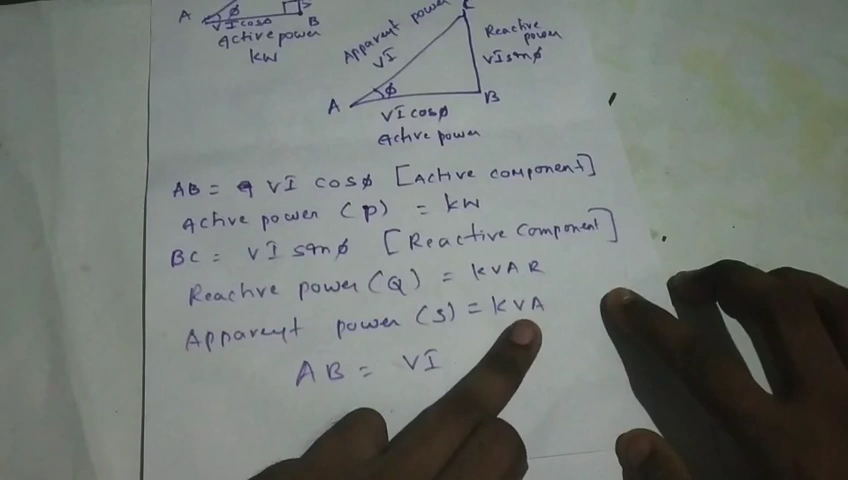 A φ B
VI cosφ
Active power
kW
Apparent power
VI
C
Reactive
power
VI sinφ
A φ B
VI cosφ
Active power
AB = VI cosφ [Active component]
Active power (P) = kW
BC = VI sinφ [Reactive component]
Reactive power (Q) = kVAR
Apparent power (S) = kVA
AB = VI